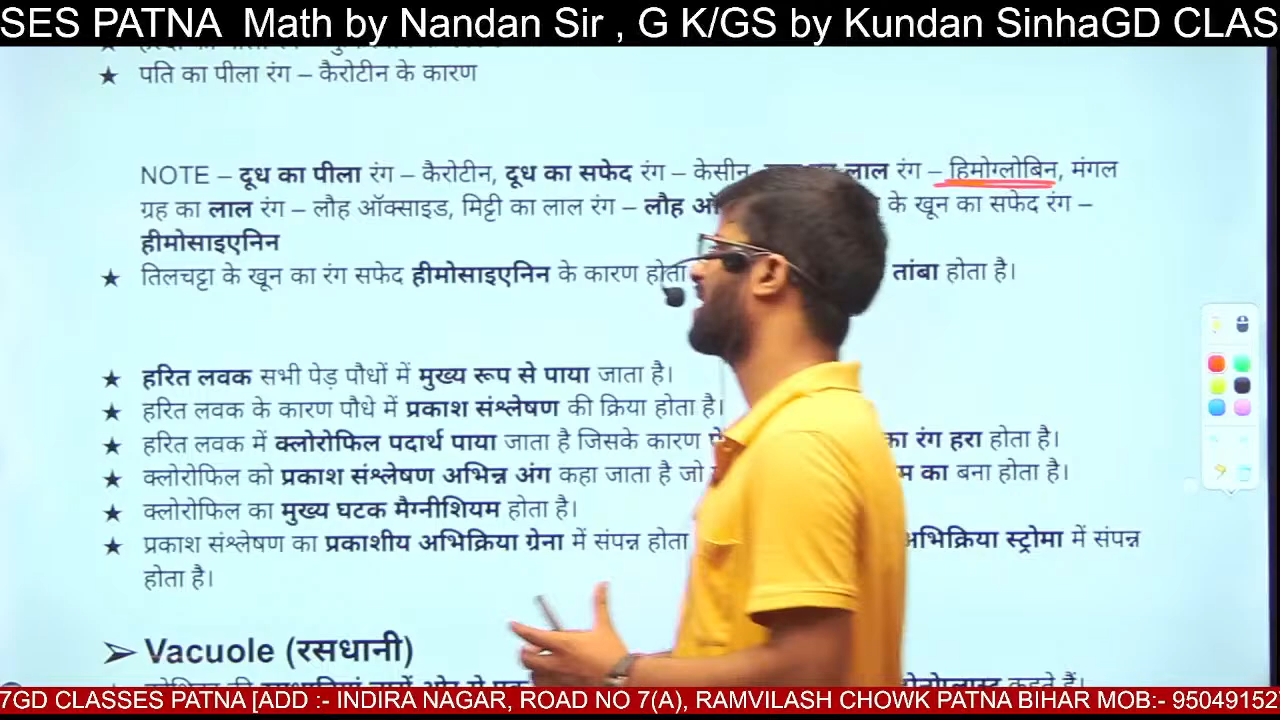 SES PATNA Math by Nandan Sir , G K/GS by Kundan SinhaGD CLAS
★ पति का पीला रंग – कैरोटीन के कारण
NOTE – दूध का पीला रंग – कैरोटीन, दूध का सफेद रंग – केसीन, लाल रंग – हिमोग्लोबिन, मंगल
ग्रह का लाल रंग – लौह ऑक्साइड, मिट्टी का लाल रंग – लौह के खून का सफेद रंग –
हीमोसाइएनिन
★ तिलचट्टा के खून का रंग सफेद हीमोसाइएनिन के कारण होता तांबा होता है।
★ हरित लवक सभी पेड़ पौधों में मुख्य रूप से पाया जाता है।
★ हरित लवक के कारण पौधे में प्रकाश संश्लेषण की क्रिया होता है।
★ हरित लवक में क्लोरोफिल पदार्थ पाया जाता है जिसके कारण का रंग हरा होता है।
★ क्लोरोफिल को प्रकाश संश्लेषण अभिन्न अंग कहा जाता है जो का बना होता है।
★ क्लोरोफिल का मुख्य घटक मैग्नीशियम होता है।
★ प्रकाश संश्लेषण का प्रकाशीय अभिक्रिया ग्रेना में संपन्न होता अभिक्रिया स्ट्रोमा में संपन्न
होता है।
➢ Vacuole (रसधानी)
7GD CLASSES PATNA [ADD :- INDIRA NAGAR, ROAD NO 7(A), RAMVILASH CHOWK PATNA BIHAR MOB:- 95049152